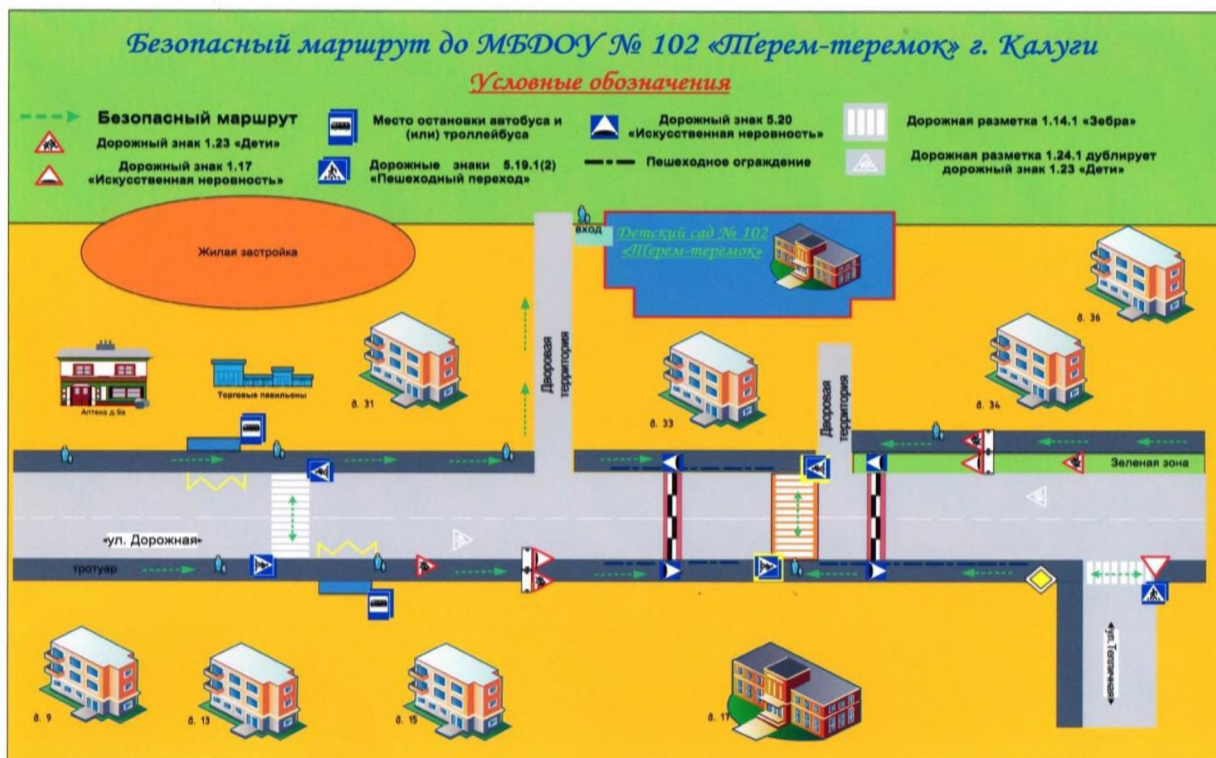 Безопасный маршрут до МБДОУ № 102 «Терем-теремок» г. Калуги
Условные обозначения
Безопасный маршрут
Дорожный знак 1.23 «Дети»
Дорожный знак 1.17
«Искусственная неровность»
Место остановки автобуса и
(или) троллейбуса
Дорожные знаки 5.19.1(2)
«Пешеходный переход»
Дорожный знак 5.20
«Искусственная неровность»
Пешеходное ограждение
Дорожная разметка 1.14.1 «Зебра»
Дорожная разметка 1.24.1 дублирует
дорожный знак 1.23 «Дети»
Жилая застройка
вход
Детский сад № 102
«Терем-теремок»
д. 36
Аптека д.9а
Торговые павильоны
д. 31
Дворовая
территория
д. 33
Дворовая
территория
д. 34
Зеленая зона
ул. Дорожная
тротуар
ул.Тепличная
д. 9
д. 13
д. 15
д. 17